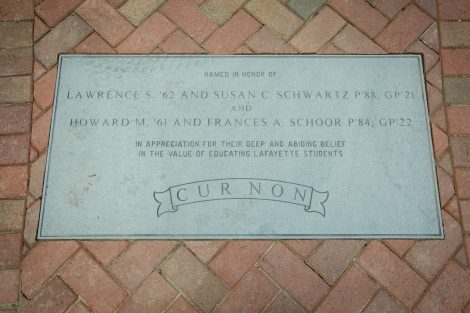 NAMED IN HONOR OF
LAWRENCE S. '62 AND SUSAN C. SCHWARTZ P'88, GP'21
AND
HOWARD M. '61 AND FRANCES A. SCHOOR P'84, GP'22
IN APPRECIATION FOR THEIR DEEP AND ABIDING BELIEF
IN THE VALUE OF EDUCATING LAFAYETTE STUDENTS
CUR NON